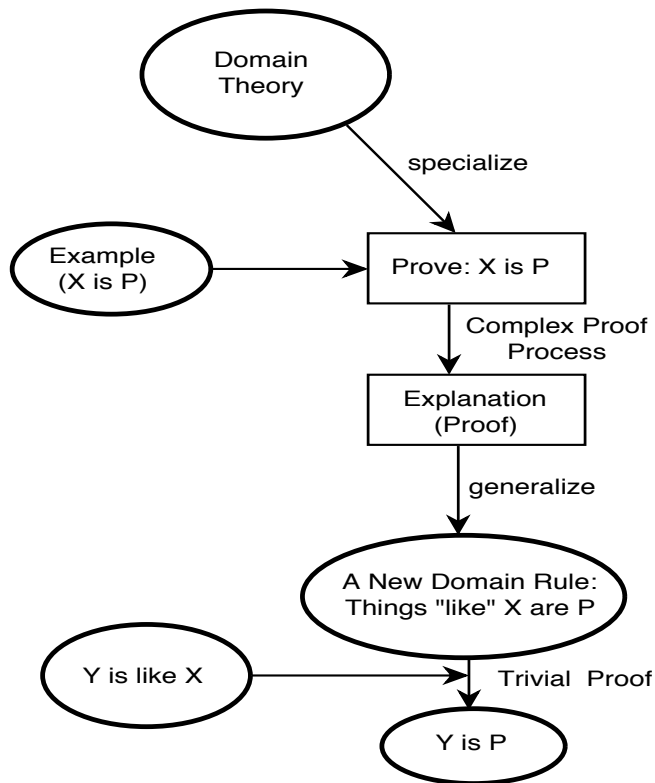 Domain
Theory
specialize
Example
(X is P)
Prove: X is P
Complex Proof
Process
Explanation
(Proof)
generalize
A New Domain Rule:
Things "like" X are P
Y is like X
Trivial Proof
Y is P